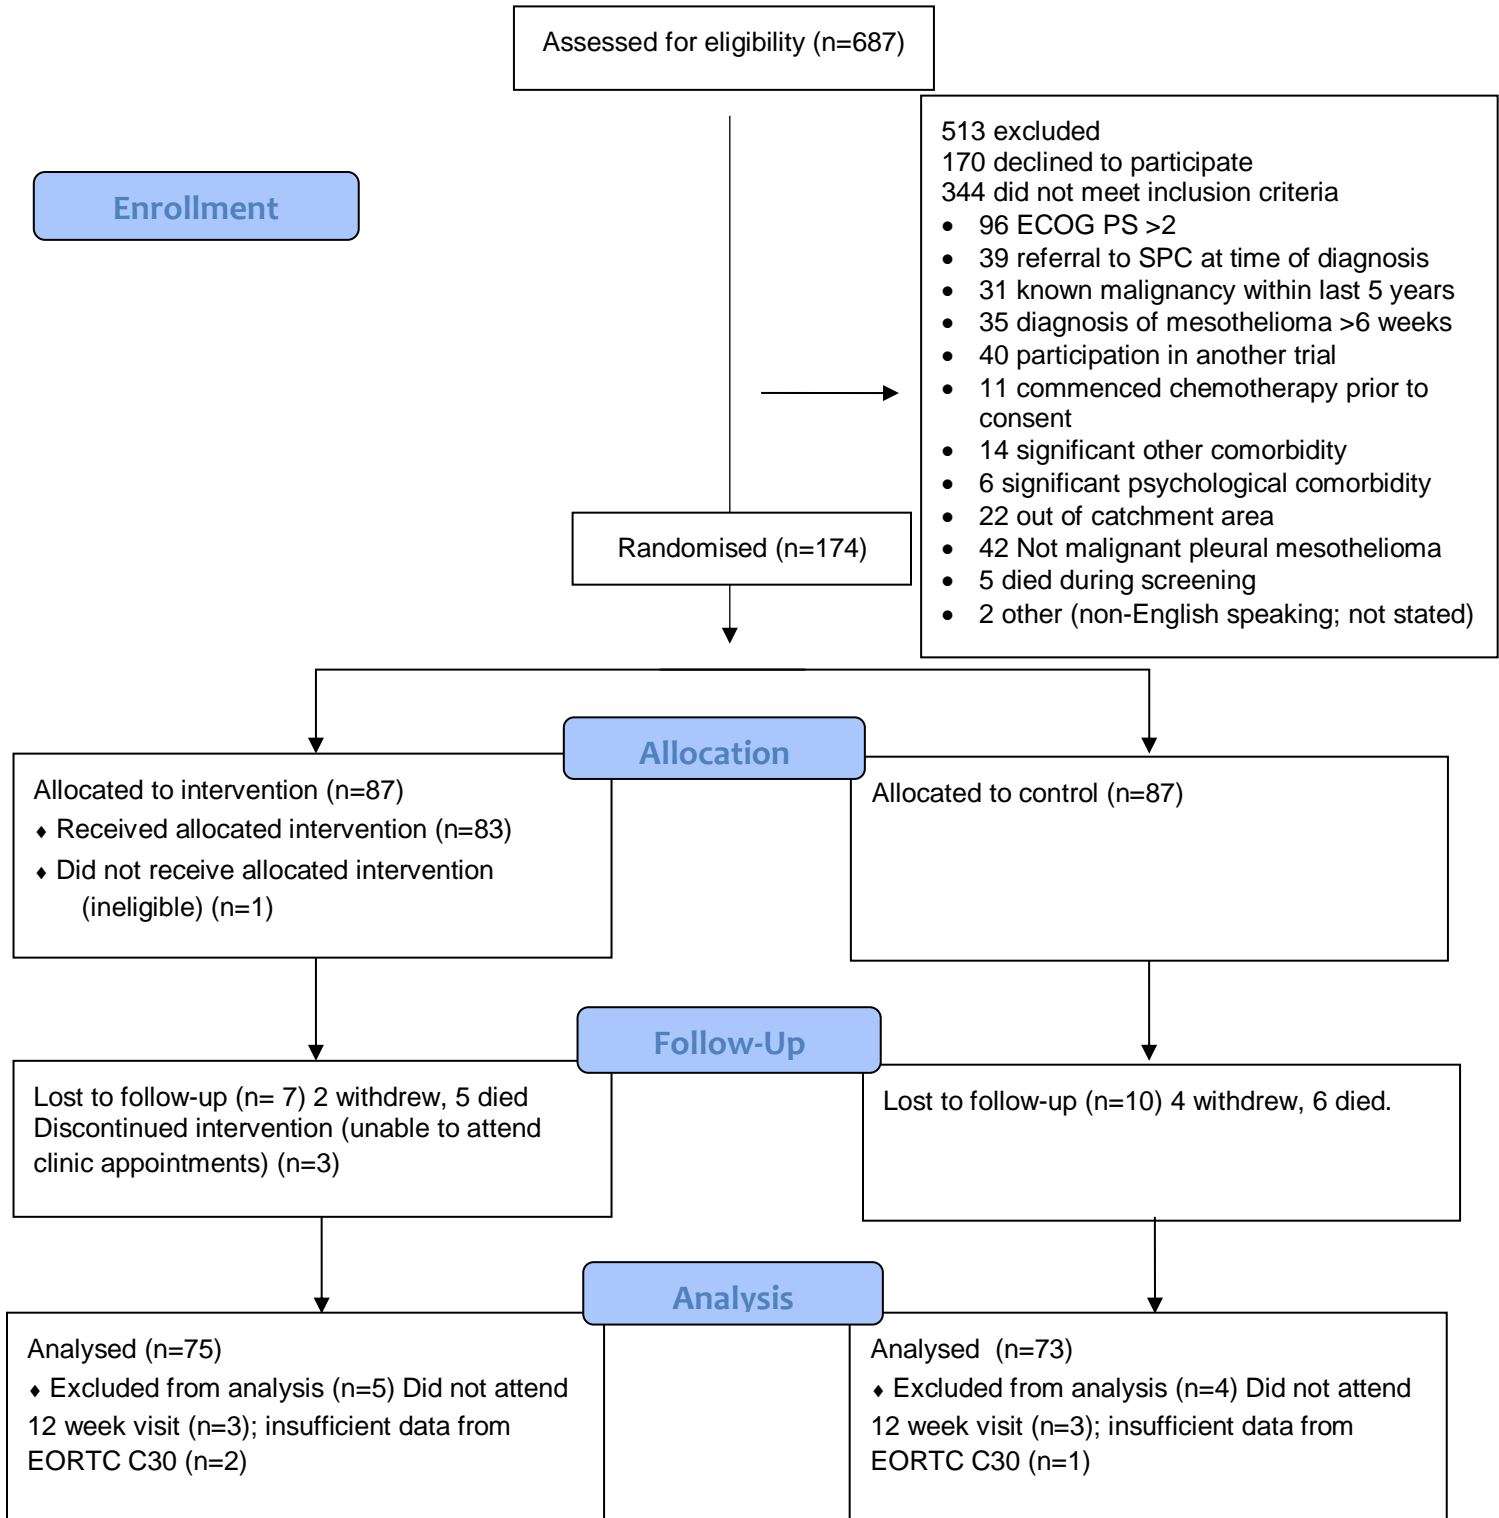 Assessed for eligibility (n=687)
513 excluded
170 declined to participate
344 did not meet inclusion criteria
• 96 ECOG PS >2
• 39 referral to SPC at time of diagnosis
• 31 known malignancy within last 5 years
• 35 diagnosis of mesothelioma >6 weeks
• 40 participation in another trial
• 11 commenced chemotherapy prior to
consent
• 14 significant other comorbidity
• 6 significant psychological comorbidity
• 22 out of catchment area
• 42 Not malignant pleural mesothelioma
• 5 died during screening
• 2 other (non-English speaking; not stated)
Enrollment
Randomised (n=174)
Allocation
Allocated to intervention (n=87)
♦ Received allocated intervention (n=83)
♦ Did not receive allocated intervention
(ineligible) (n=1)
Allocated to control (n=87)
Follow-Up
Lost to follow-up (n= 7) 2 withdrew, 5 died
Discontinued intervention (unable to attend
clinic appointments) (n=3)
Lost to follow-up (n=10) 4 withdrew, 6 died.
Analysis
Analysed (n=75)
♦ Excluded from analysis (n=5) Did not attend
12 week visit (n=3); insufficient data from
EORTC C30 (n=2)
Analysed  (n=73)
♦ Excluded from analysis (n=4) Did not attend
12 week visit (n=3); insufficient data from
EORTC C30 (n=1)